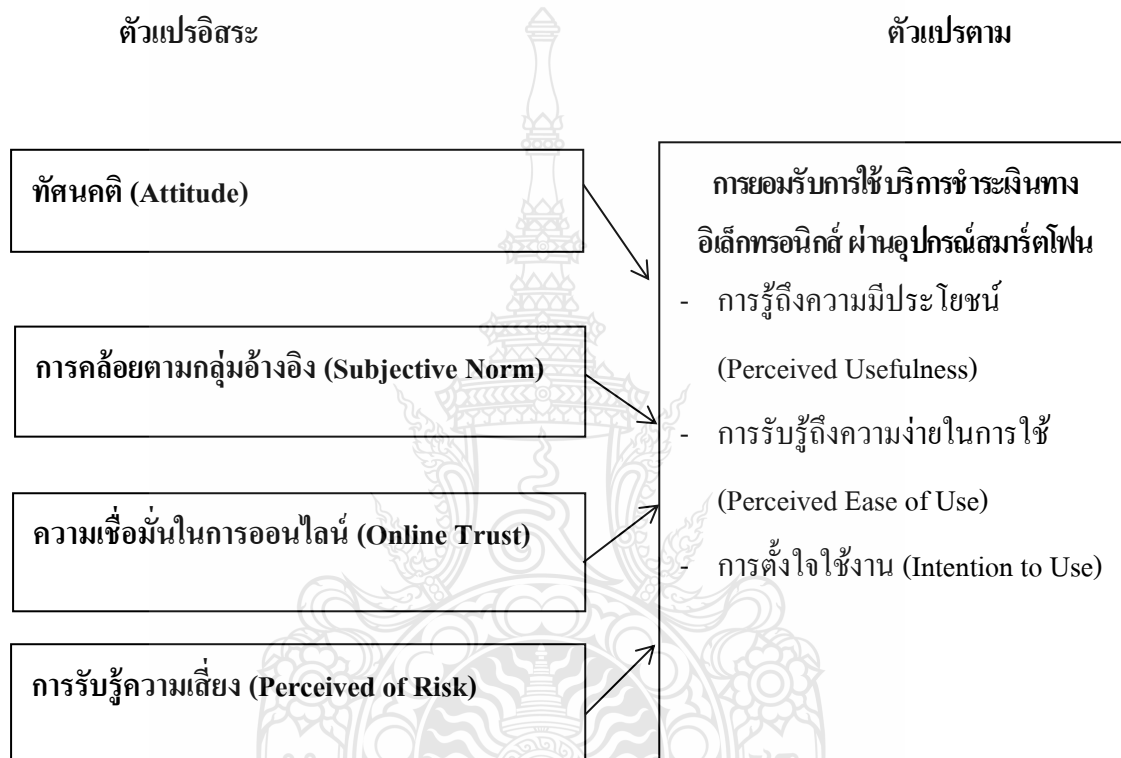 ตัวแปรอิสระ
ตัวแปรตาม
ทัศนคติ (Attitude)
การคล้อยตามกลุ่มอ้างอิง (Subjective Norm)
ความเชื่อมั่นในการออนไลน์ (Online Trust)
การรับรู้ความเสี่ยง (Perceived of Risk)
การยอมรับการใช้บริการชำระเงินทาง
อิเล็กทรอนิกส์ ผ่านอุปกรณ์สมาร์ตโฟน
- การรู้ถึงความมีประโยชน์
(Perceived Usefulness)
- การรับรู้ถึงความง่ายในการใช้
(Perceived Ease of Use)
- การตั้งใจใช้งาน (Intention to Use)